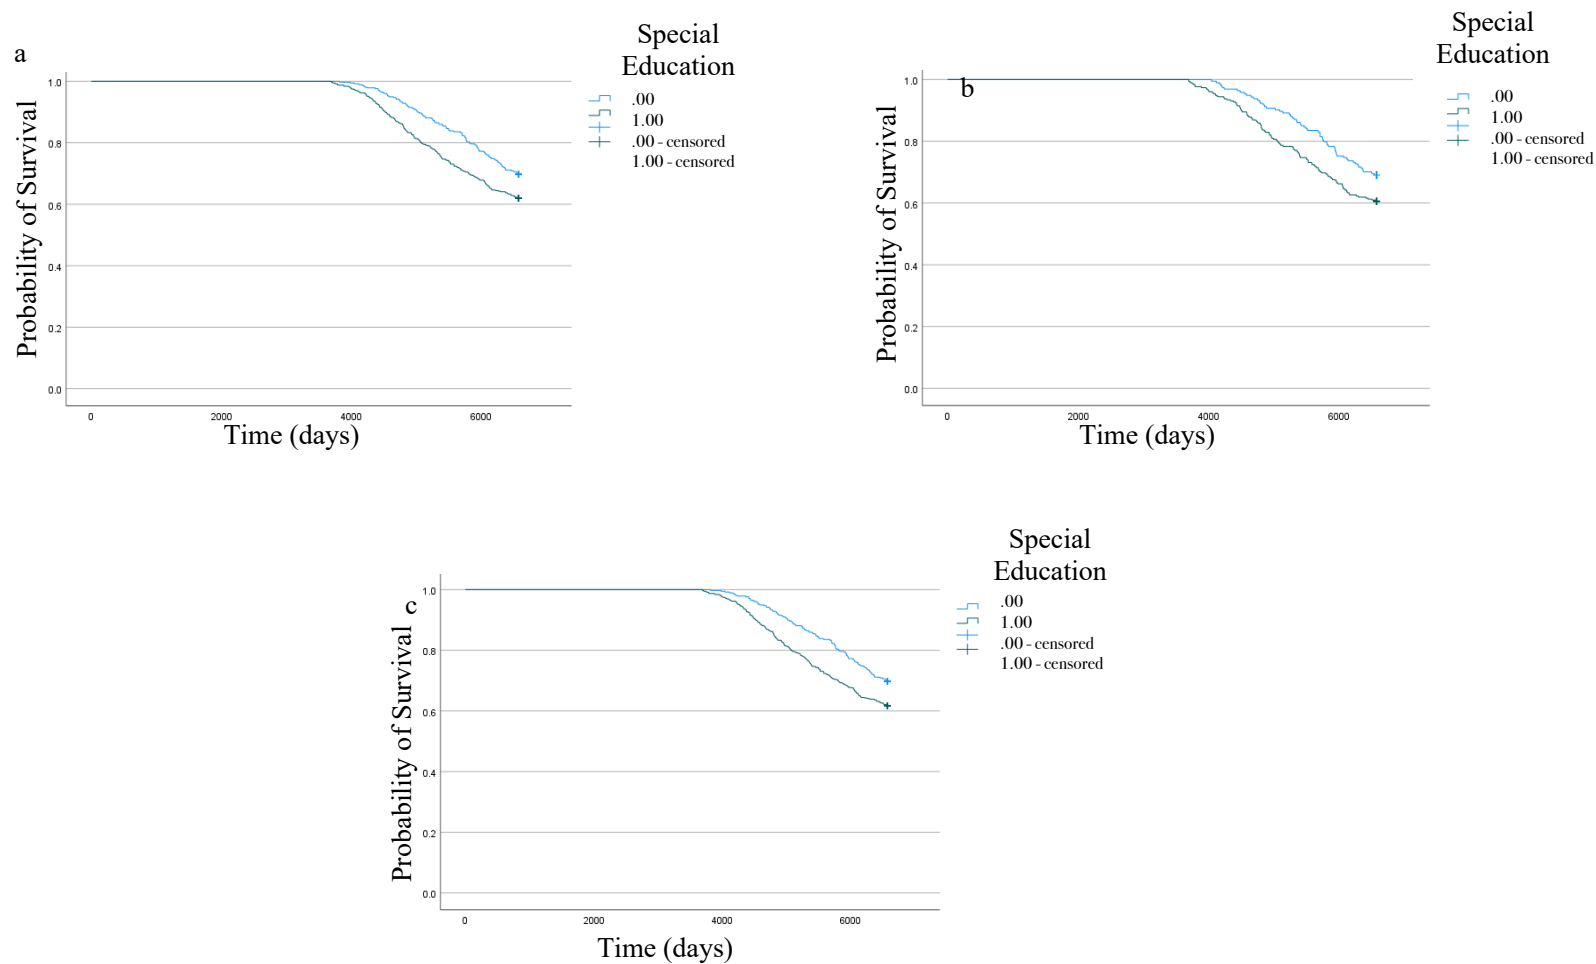 a
Special
Education
.00
1.00
.00 - censored
1.00 - censored
Probability of Survival
1.0
0.8
0.6
0.4
0.2
0.0
0 2000 4000 6000
Time (days)
b
Special
Education
.00
1.00
.00 - censored
1.00 - censored
Probability of Survival
1.0
0.8
0.6
0.4
0.2
0.0
0 2000 4000 6000
Time (days)
c
Special
Education
.00
1.00
.00 - censored
1.00 - censored
Probability of Survival
1.0
0.8
0.6
0.4
0.2
0.0
0 2000 4000 6000
Time (days)